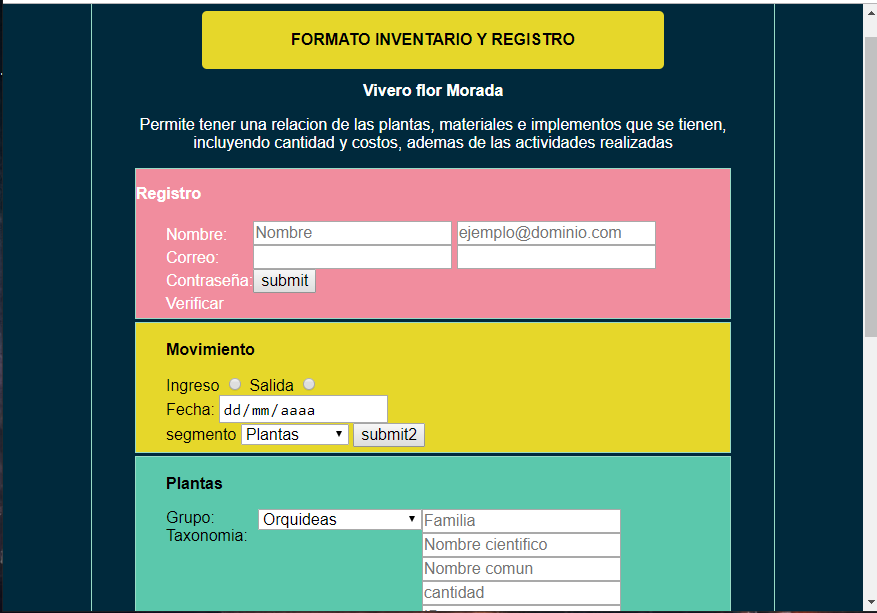 FORMATO INVENTARIO Y REGISTRO
Vivero flor Morada
Permite tener una relacion de las plantas, materiales e implementos que se tienen,
incluyendo cantidad y costos, ademas de las actividades realizadas
Registro
Nombre: Nombre ejemplo@dominio.com
Correo:
Contraseña: submit
Verificar
Movimiento
Ingreso Salida
Fecha: dd/mm/aaaa
segmento Plantas submit2
Plantas
Grupo: Orquideas Familia
Taxonomia:
Nombre cientifico
Nombre comun
cantidad